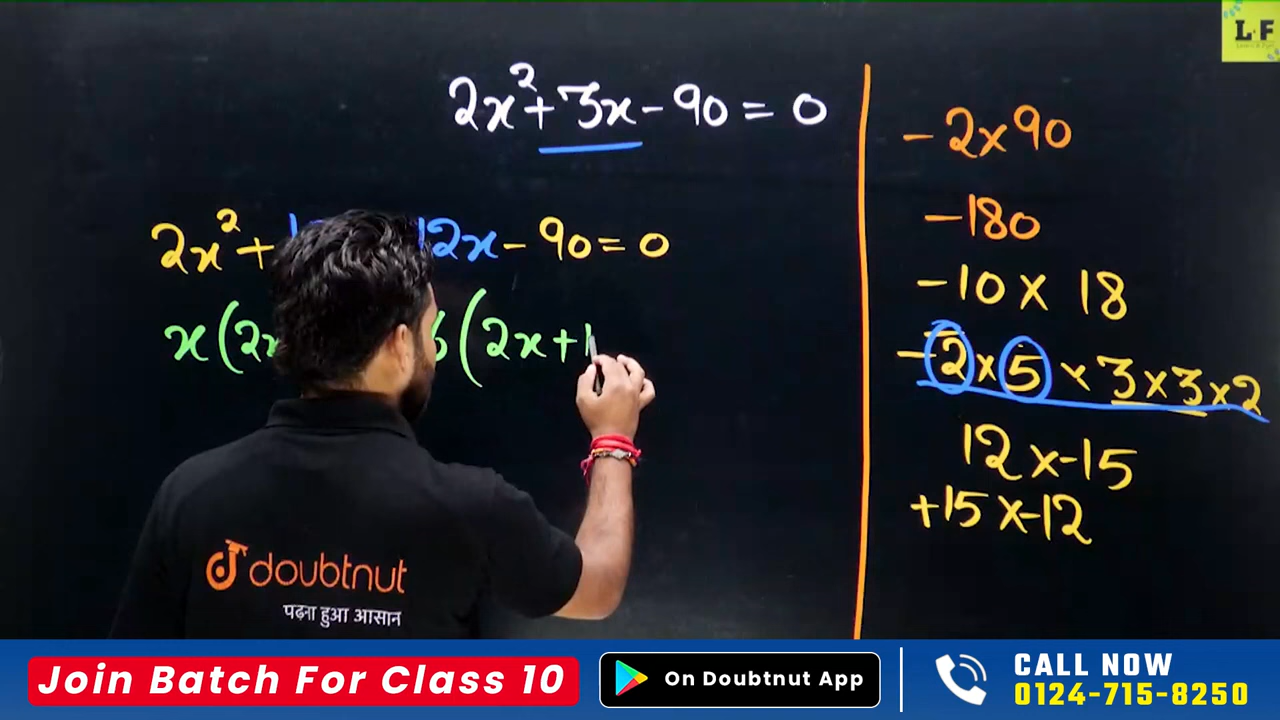 L.F
2x² + 3x - 90 = 0
2x² + 12x - 90 = 0
x(2x 6(2x+1
- 2x90
-180
-10 x 18
-2x5 x 3x3x2
12x-15
+15x-12
doubtnut
पढ़ना हुआ आसान
Join Batch For Class 10
On Doubtnut App
CALL NOW
0124-715-8250